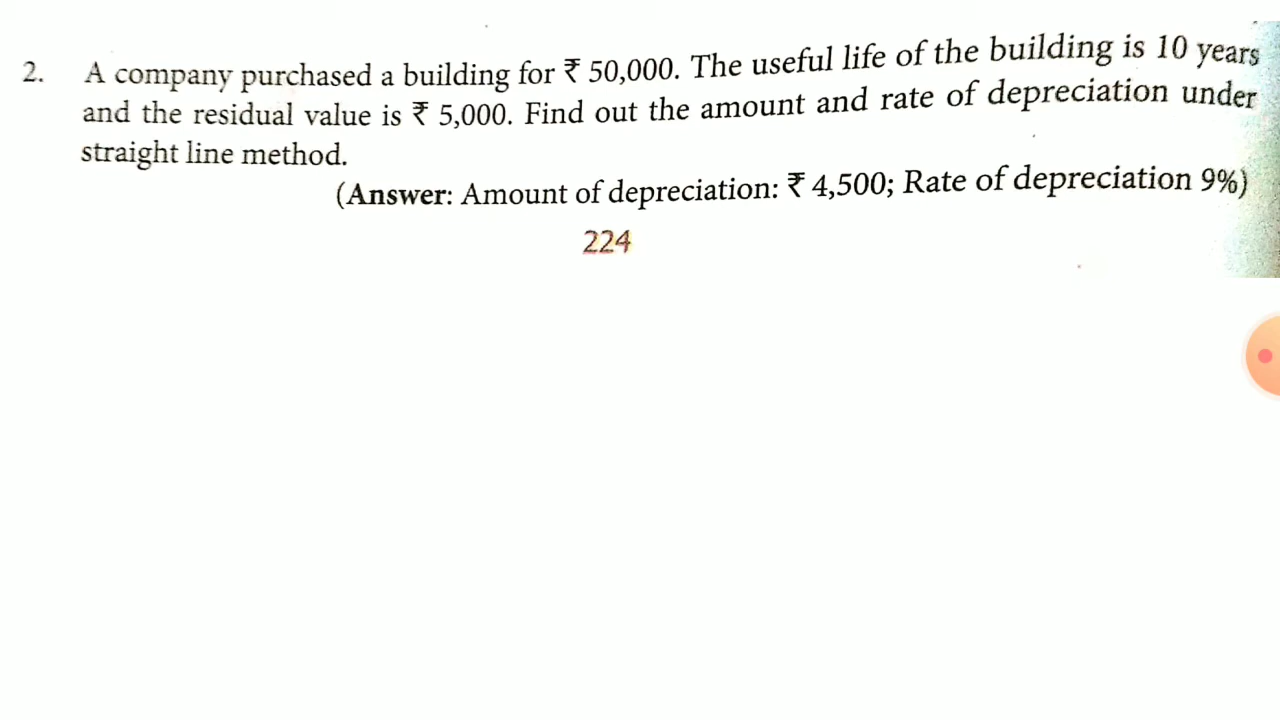 2. A company purchased a building for ₹ 50,000. The useful life of the building is 10 years
and the residual value is ₹ 5,000. Find out the amount and rate of depreciation under
straight line method.
(Answer: Amount of depreciation: ₹ 4,500; Rate of depreciation 9%)
224